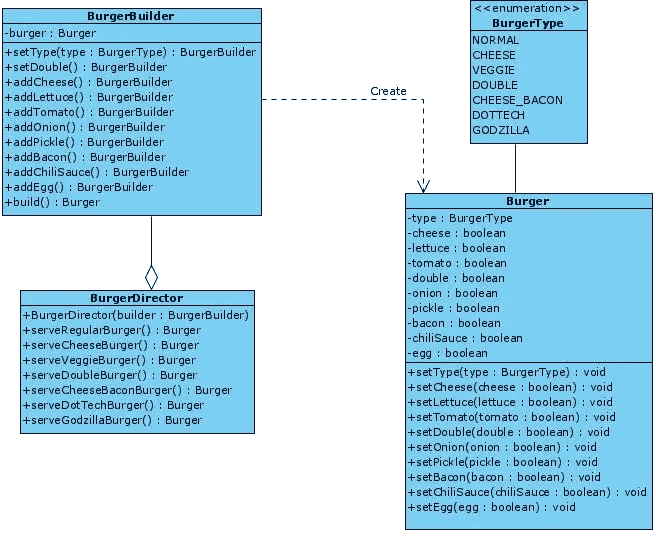 BurgerBuilder
-burger : Burger
+setType(type : BurgerType) : BurgerBuilder
+setDouble() : BurgerBuilder
+addCheese() : BurgerBuilder
+addLettuce() : BurgerBuilder
+addTomato() : BurgerBuilder
+addOnion() : BurgerBuilder
+addPickle() : BurgerBuilder
+addBacon() : BurgerBuilder
+addChiliSauce() : BurgerBuilder
+addEgg() : BurgerBuilder
+build() : Burger
<<enumeration>>
BurgerType
NORMAL
CHEESE
VEGGIE
DOUBLE
CHEESE_BACON
DOTTECH
GODZILLA
Create
BurgerDirector
+BurgerDirector(builder : BurgerBuilder)
+serveRegularBurger() : Burger
+serveCheeseBurger() : Burger
+serveVeggieBurger() : Burger
+serveDoubleBurger() : Burger
+serveCheeseBaconBurger() : Burger
+serveDotTechBurger() : Burger
+serveGodzillaBurger() : Burger
Burger
-type : BurgerType
-cheese : boolean
-lettuce : boolean
-tomato : boolean
-double : boolean
-onion : boolean
-pickle : boolean
-bacon : boolean
-chiliSauce : boolean
-egg : boolean
+setType(type : BurgerType) : void
+setCheese(cheese : boolean) : void
+setLettuce(lettuce : boolean) : void
+setTomato(tomato : boolean) : void
+setDouble(double : boolean) : void
+setOnion(onion : boolean) : void
+setPickle(pickle : boolean) : void
+setBacon(bacon : boolean) : void
+setChiliSauce(chiliSauce : boolean) : void
+setEgg(egg : boolean) : void